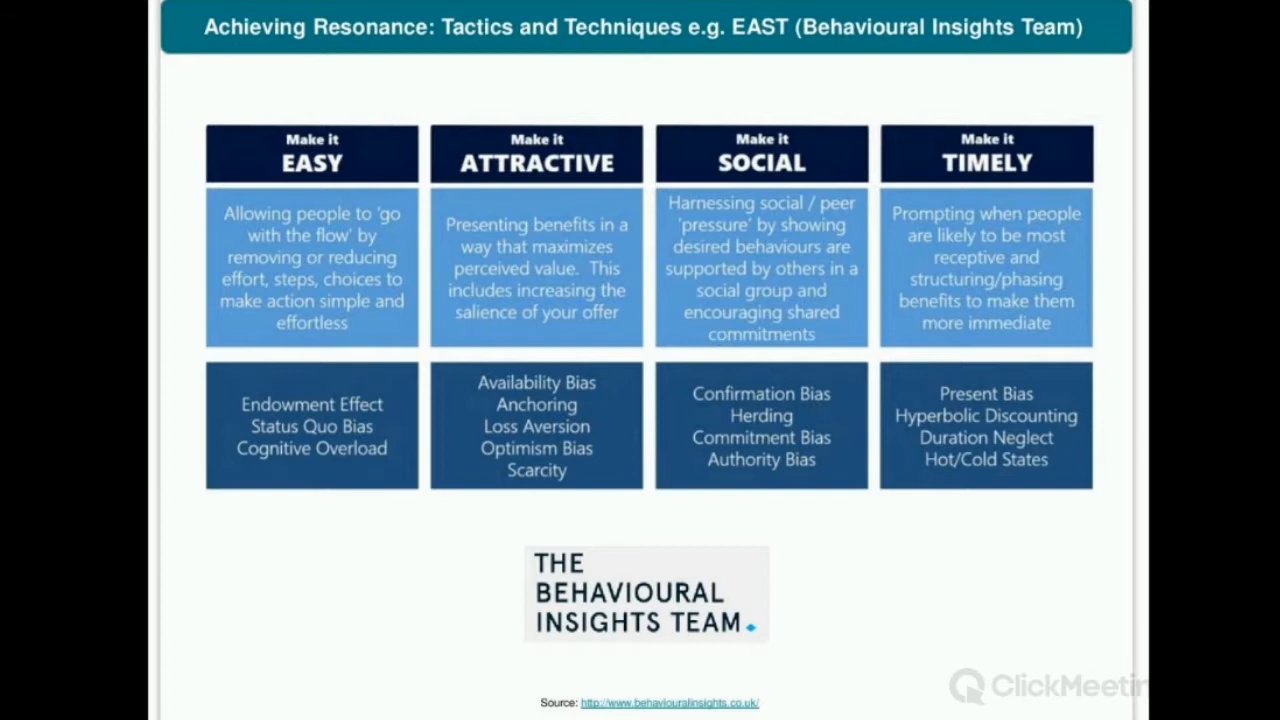 Achieving Resonance: Tactics and Techniques e.g. EAST (Behavioural Insights Team)
Make it
EASY
Allowing people to 'go
with the flow' by
removing or reducing
effort, steps, choices to
make action simple and
effortless
Endowment Effect
Status Quo Bias
Cognitive Overload
Make it
ATTRACTIVE
Presenting benefits in a
way that maximizes
perceived value. This
includes increasing the
salience of your offer
Availability Bias
Anchoring
Loss Aversion
Optimism Bias
Scarcity
Make it
SOCIAL
Harnessing social / peer
'pressure' by showing
desired behaviours are
supported by others in a
social group and
encouraging shared
commitments
Confirmation Bias
Herding
Commitment Bias
Authority Bias
Make it
TIMELY
Prompting when people
are likely to be most
receptive and
structuring/phasing
benefits to make them
more immediate
Present Bias
Hyperbolic Discounting
Duration Neglect
Hot/Cold States
THE
BEHAVIOURAL
INSIGHTS TEAM.
Source: http://www.behaviouralinsights.co.uk/
ClickMeetin